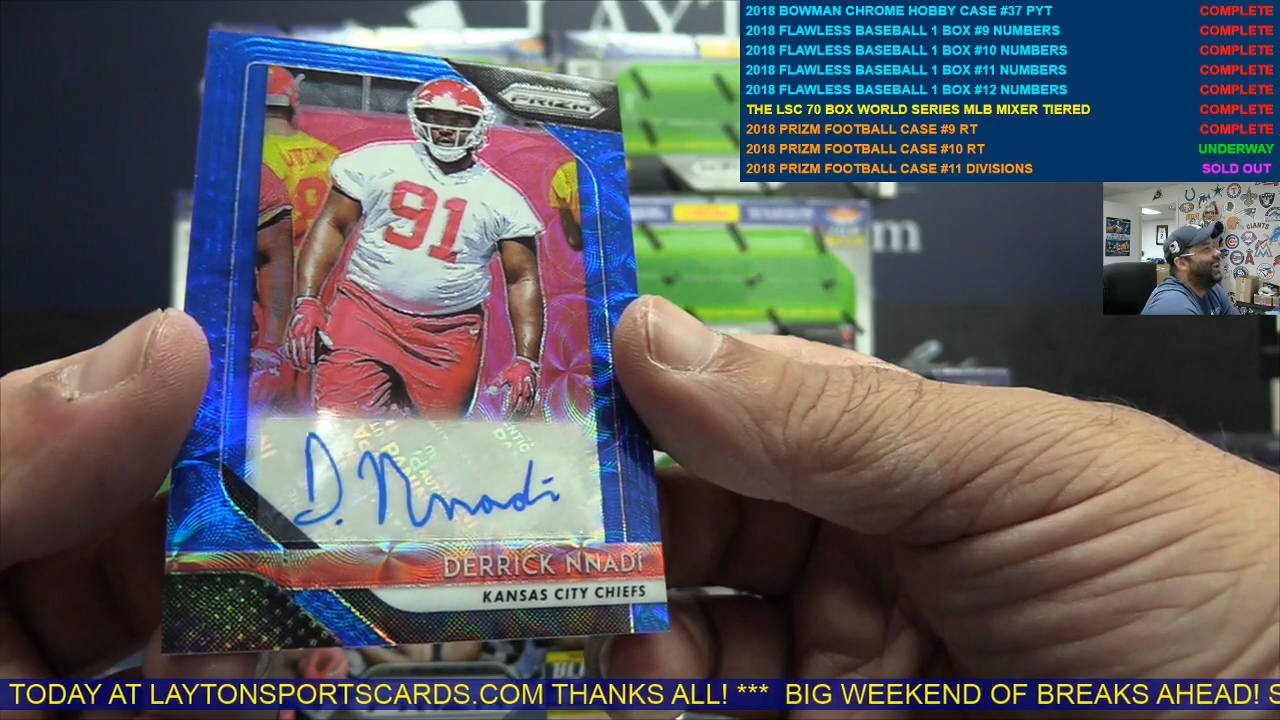 2018 BOWMAN CHROME HOBBY CASE #37 PYT COMPLETE
2018 FLAWLESS BASEBALL 1 BOX #9 NUMBERS COMPLETE
2018 FLAWLESS BASEBALL 1 BOX #10 NUMBERS COMPLETE
2018 FLAWLESS BASEBALL 1 BOX #11 NUMBERS COMPLETE
2018 FLAWLESS BASEBALL 1 BOX #12 NUMBERS COMPLETE
THE LSC 70 BOX WORLD SERIES MLB MIXER TIERED COMPLETE
2018 PRIZM FOOTBALL CASE #9 RT COMPLETE
2018 PRIZM FOOTBALL CASE #10 RT UNDERWAY
2018 PRIZM FOOTBALL CASE #11 DIVISIONS SOLD OUT
PRIZM
91
D. Nnadi
DERRICK NNADI
KANSAS CITY CHIEFS
TODAY AT LAYTONSPORTSCARDS.COM THANKS ALL! *** BIG WEEKEND OF BREAKS AHEAD! S